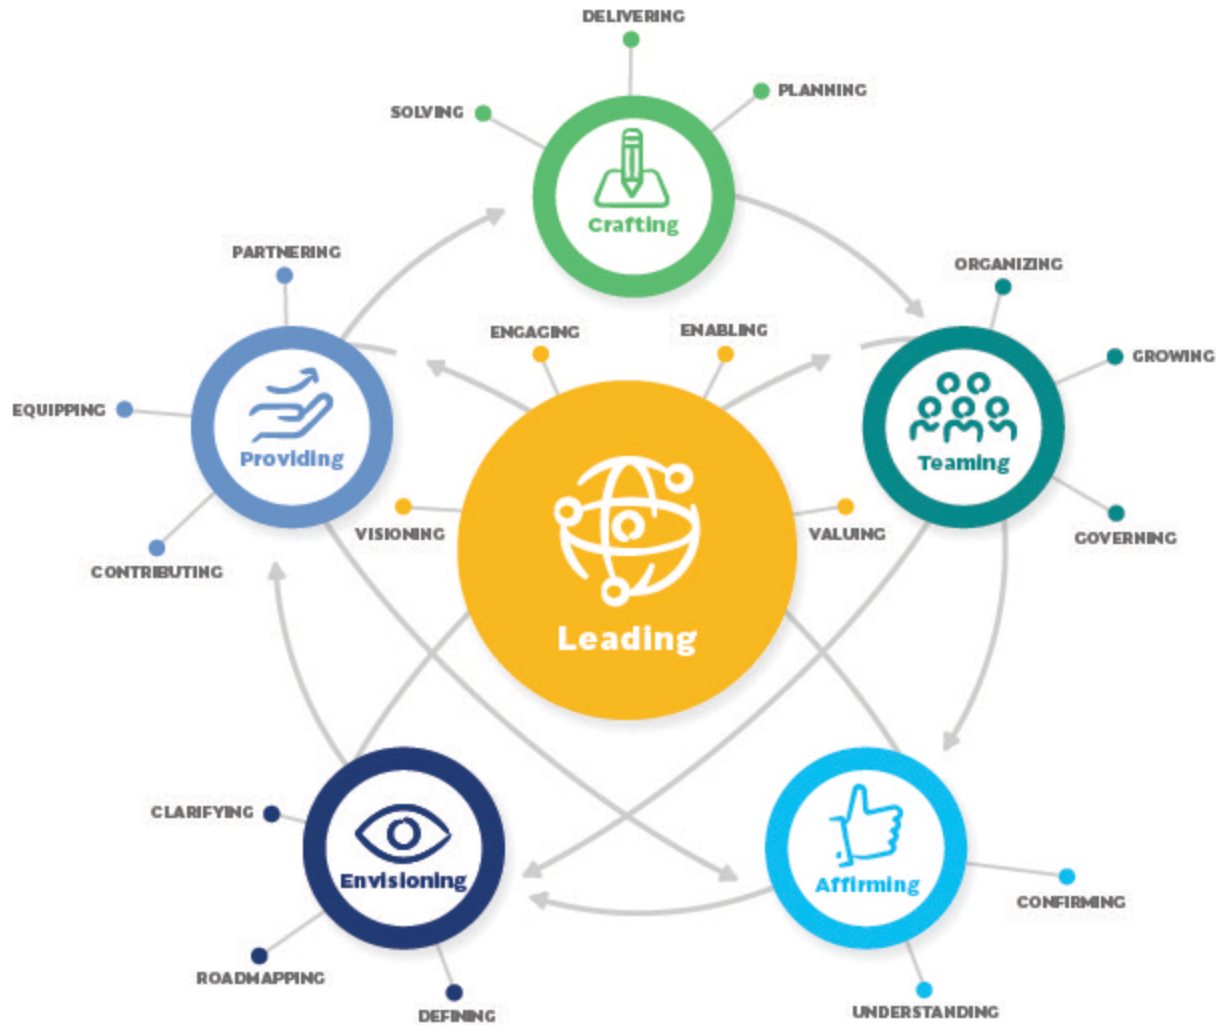 DELIVERING
PLANNING
SOLVING
Crafting
PARTNERING
ORGANIZING
ENGAGING
ENABLING
GROWING
EQUIPPING
Providing
Teaming
VISIONING
VALUING
GOVERNING
CONTRIBUTING
Leading
CLARIFYING
Envisioning
Affirming
CONFIRMING
ROADMAPPING
DEFINING
UNDERSTANDING